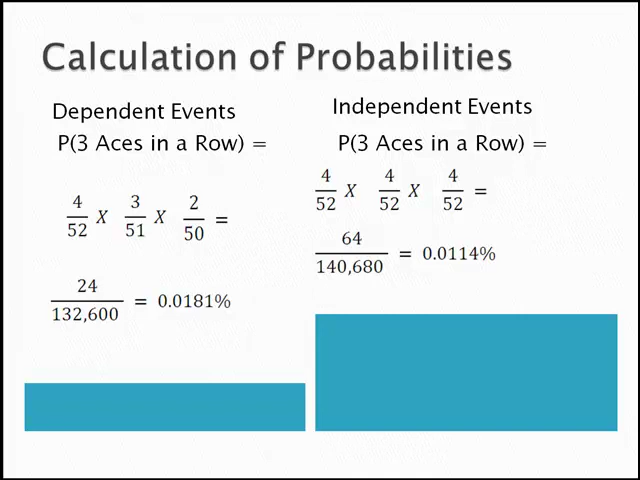 Calculation of Probabilities
Dependent Events
P(3 Aces in a Row) =
4/52 X 3/51 X 2/50 =
24/132,600 = 0.0181%
Independent Events
P(3 Aces in a Row) =
4/52 X 4/52 X 4/52 =
64/140,680 = 0.0114%